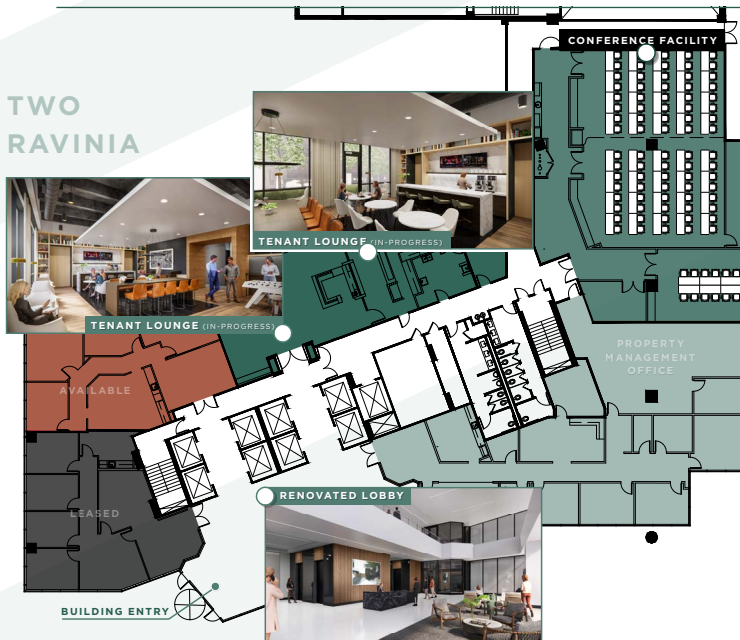 CONFERENCE FACILITY
TWO
RAVINIA
TENANT LOUNGE (IN-PROGRESS)
TENANT LOUNGE (IN-PROGRESS)
PROPERTY
MANAGEMENT
OFFICE
AVAILABLE
RENOVATED LOBBY
LEASED
BUILDING ENTRY